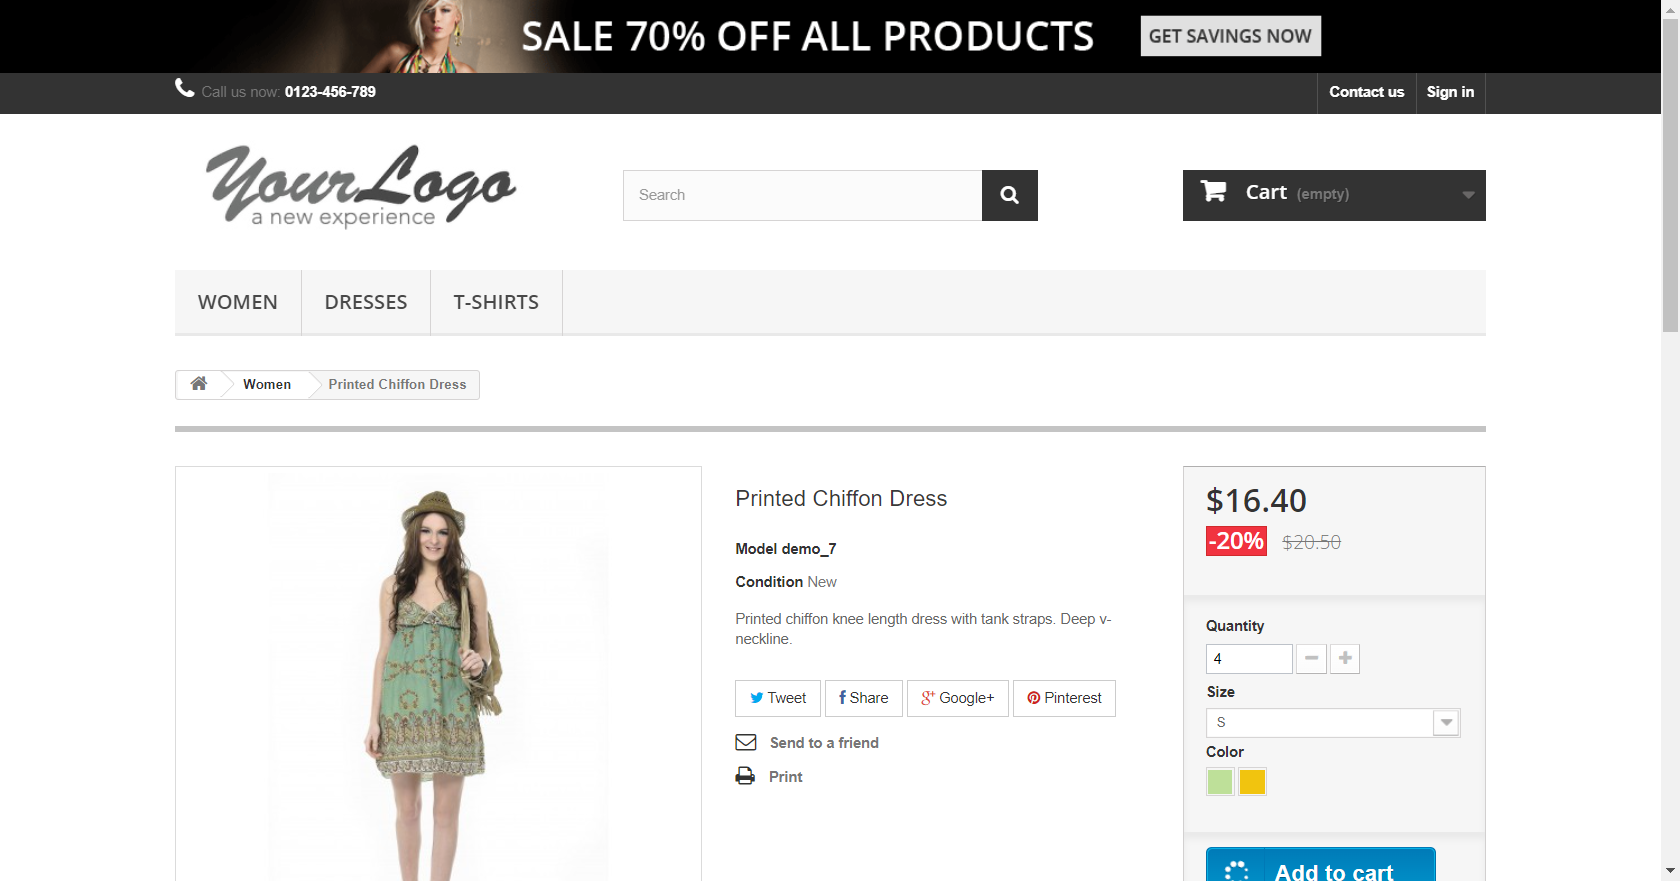 SALE 70% OFF ALL PRODUCTS
GET SAVINGS NOW
Call us now: 0123-456-789
Contact us
Sign in
Your Logo
a new experience
Search
Cart (empty)
WOMEN
DRESSES
T-SHIRTS
Women
Printed Chiffon Dress
Printed Chiffon Dress
Model demo_7
Condition New
Printed chiffon knee length dress with tank straps. Deep v-
neckline.
Tweet
Share
Google+
Pinterest
Send to a friend
Print
$16.40
-20% $20.50
Quantity
4
Size
S
Color
Add to cart